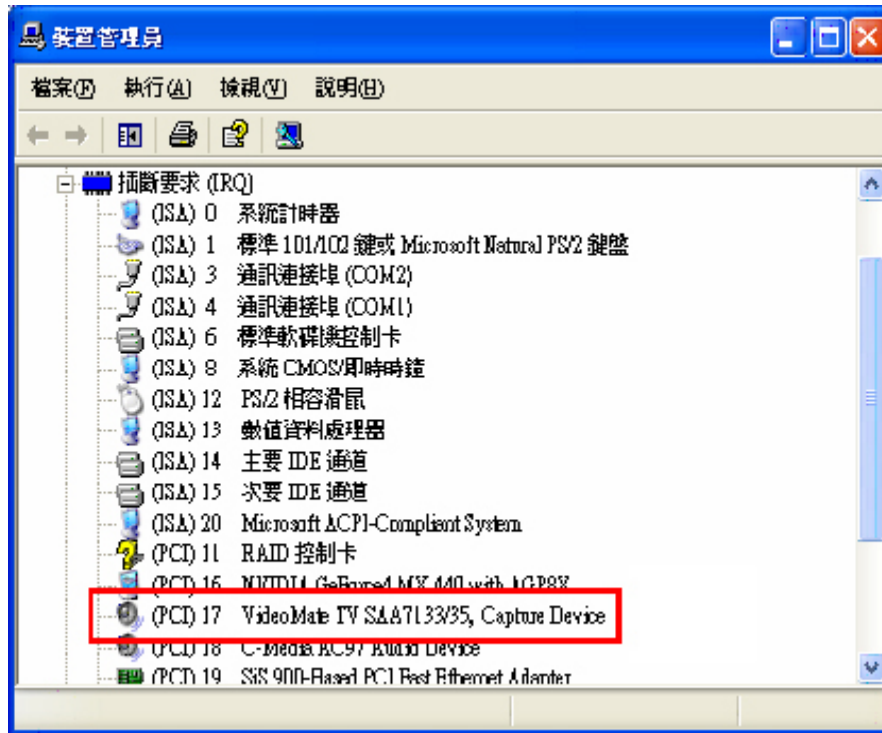 裝置管理員
檔案(F) 執行(A) 檢視(V) 說明(H)
插斷要求 (IRQ)
(ISA) 0 系統計時器
(ISA) 1 標準 101/102 鍵或 Microsoft Natural PS/2 鍵盤
(ISA) 3 通訊連接埠 (COM2)
(ISA) 4 通訊連接埠 (COM1)
(ISA) 6 標準軟碟機控制卡
(ISA) 8 系統 CMOS/即時時鐘
(ISA) 12 PS/2 相容滑鼠
(ISA) 13 數值資料處理器
(ISA) 14 主要 IDE 通道
(ISA) 15 次要 IDE 通道
(ISA) 20 Microsoft ACPI-Compliant System
(PCI) 11 RAID 控制卡
(PCI) 16 NVIDIA GeForce4 MX 440 with AGP8X
(PCI) 17 VideoMate TV SAA7133/35, Capture Device
(PCI) 18 C-Media AC97 Audio Device
(PCI) 19 SiS 900-Based PCI Fast Ethernet Adapter